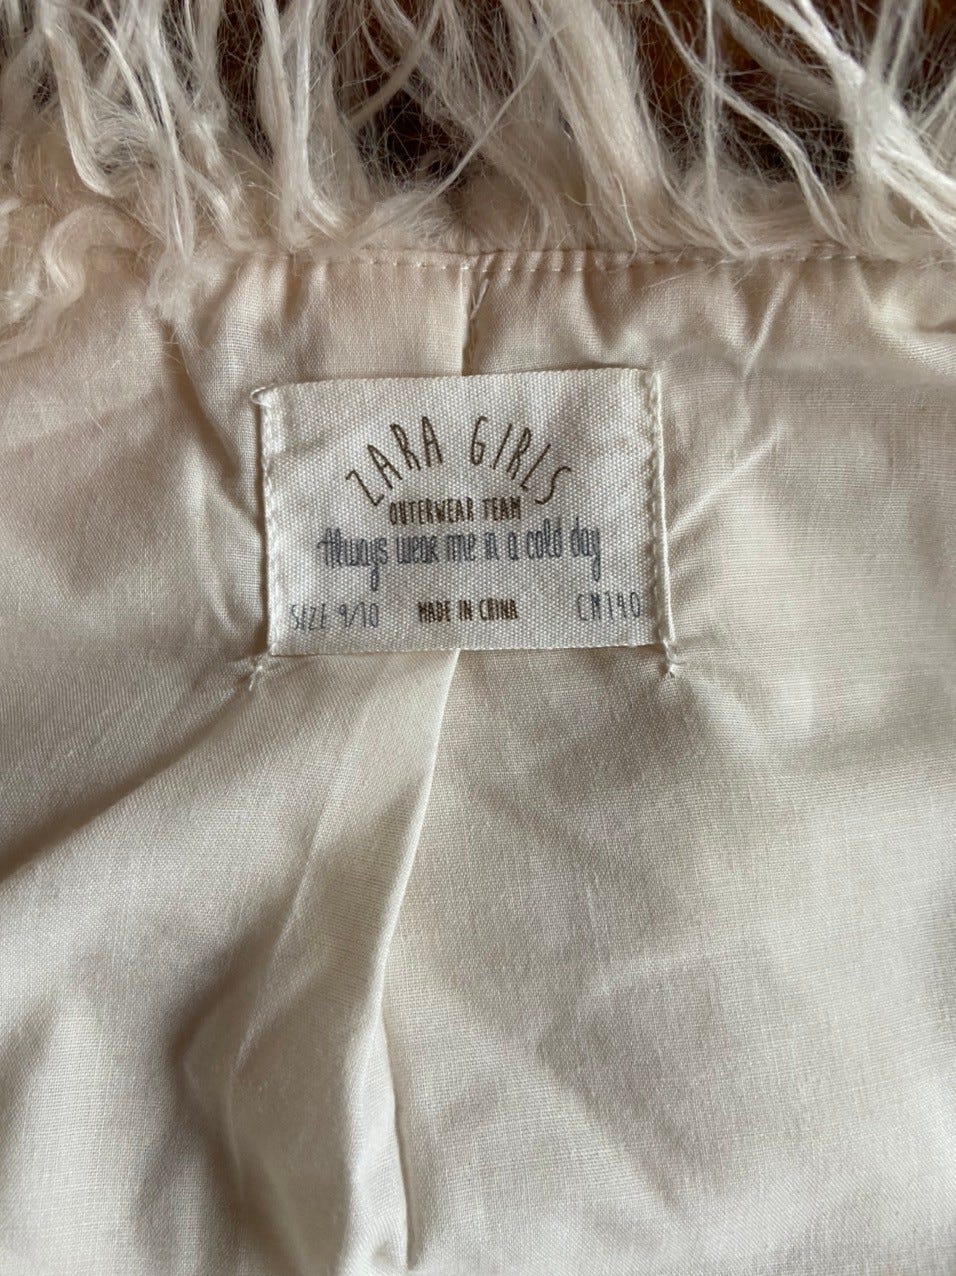 ZARA GIRLS
OUTERWEAR TEAM
Always wear me in a cold day
SIZE 9/10 MADE IN CHINA CM140